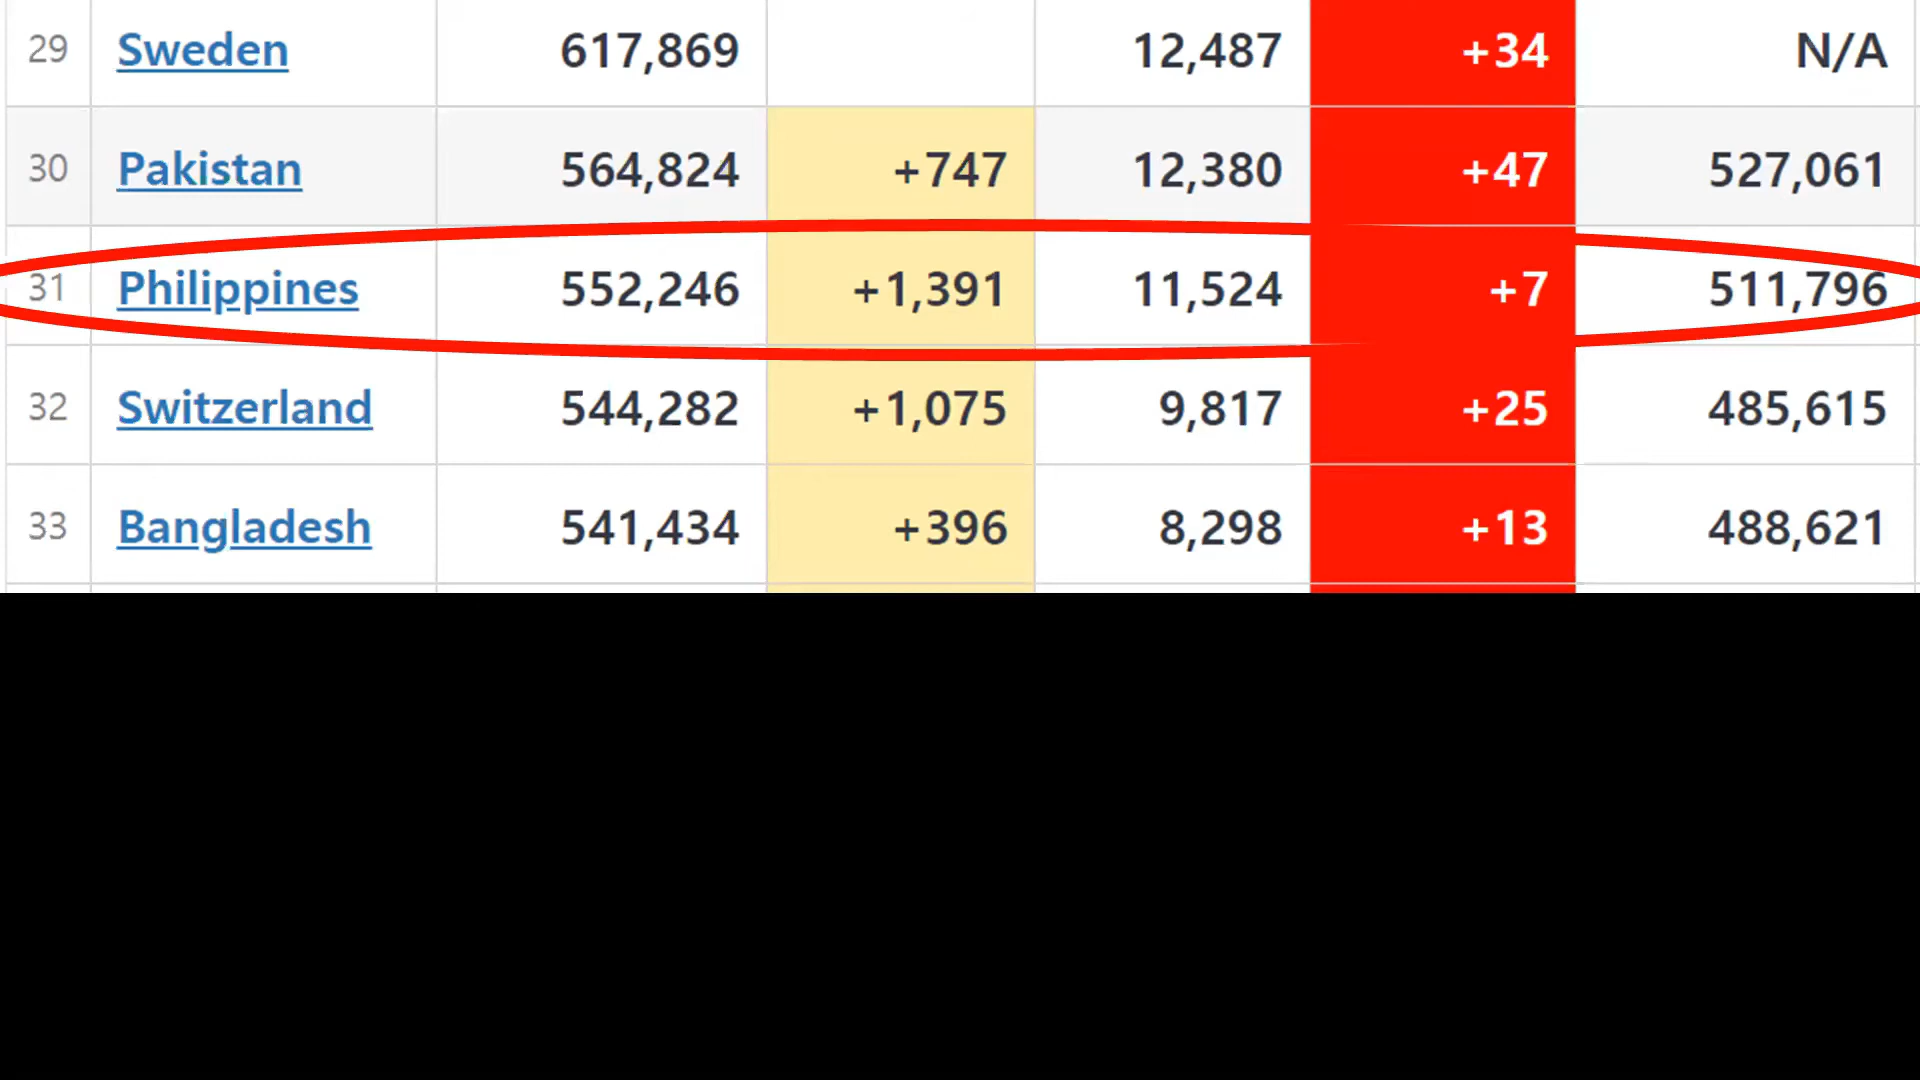 29 Sweden 617,869 12,487 +34 N/A
30 Pakistan 564,824 +747 12,380 +47 527,061
31 Philippines 552,246 +1,391 11,524 +7 511,796
32 Switzerland 544,282 +1,075 9,817 +25 485,615
33 Bangladesh 541,434 +396 8,298 +13 488,621